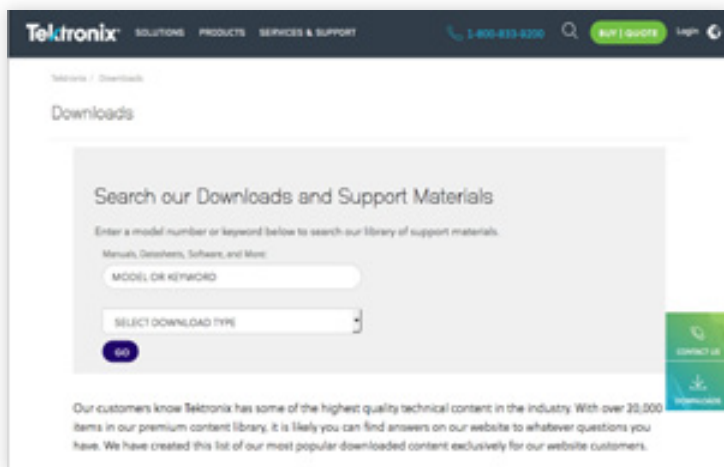 Tektronix SOLUTIONS PRODUCTS SERVICES & SUPPORT 1-800-833-9200 BUY | QUOTE Login
Tektronix / Downloads
Downloads
Search our Downloads and Support Materials
Enter a model number or keyword below to search our library of support materials.
Manuals, Datasheets, Software, and More:
MODEL OR KEYWORD
SELECT DOWNLOAD TYPE
GO
CONTACT US
DOWNLOADS
Our customers know Tektronix has some of the highest quality technical content in the industry. With over 20,000
items in our premium content library, it is likely you can find answers on our website to whatever questions you
have. We have created this list of our most popular downloaded content exclusively for our website customers.